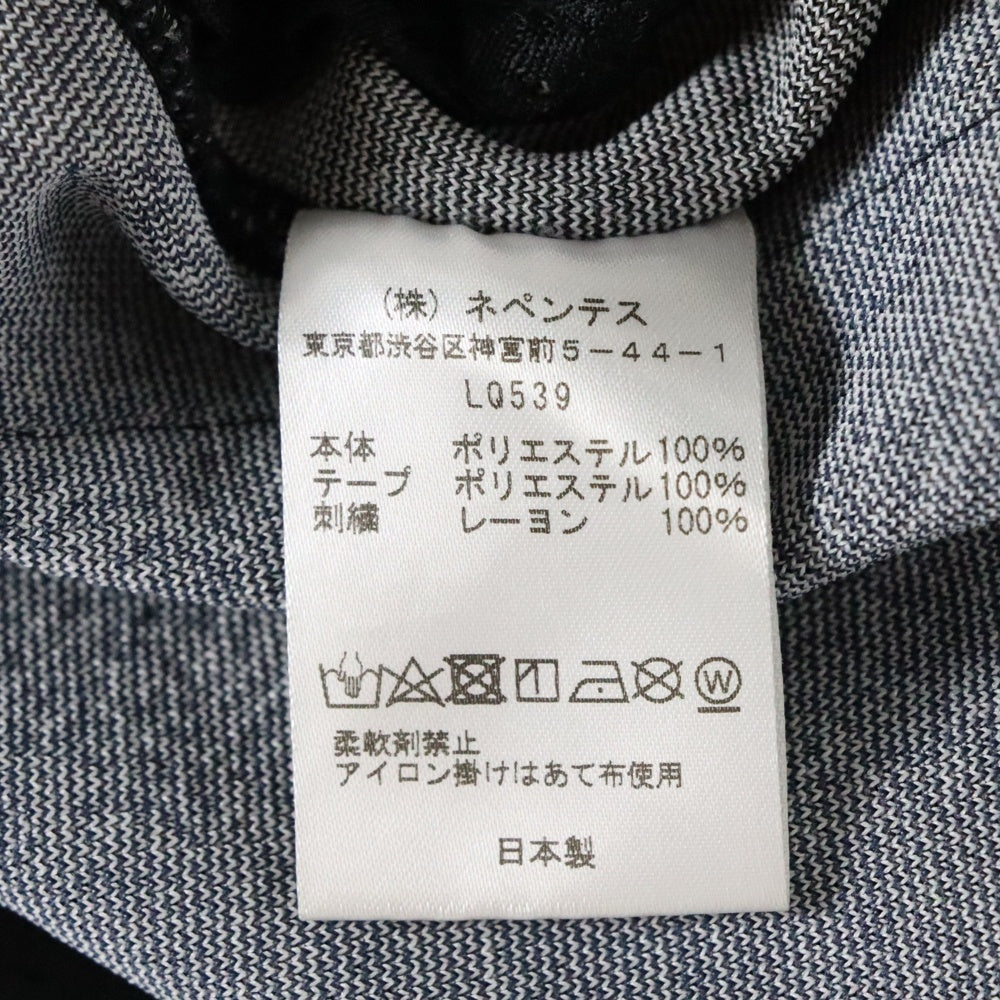 (株) ネペンテス
東京都渋谷区神宮前5-44-1
LQ539
本体 ポリエステル100%
テープ ポリエステル100%
刺繍 レーヨン 100%
W
柔軟剤禁止
アイロン掛けはあて布使用
日本製